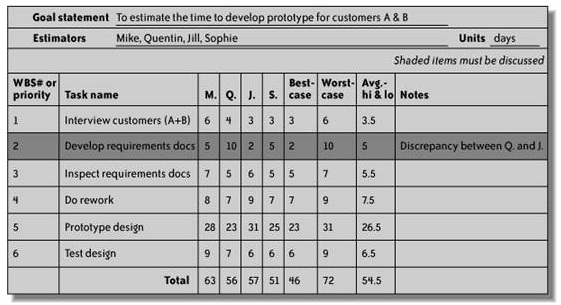 Goal statement To estimate the time to develop prototype for customers A & B
Estimators Mike, Quentin, Jill, Sophie Units days
Shaded items must be discussed
WBS# or priority Task name M. Q. J. S. Best-case Worst-case Avg.- hi & lo Notes
1 Interview customers (A+B) 6 4 3 3 3 6 3.5
2 Develop requirements docs 5 10 2 5 2 10 5 Discrepancy between Q. and J.
3 Inspect requirements docs 7 5 6 5 5 7 5.5
4 Do rework 8 7 9 7 7 9 7.5
5 Prototype design 28 23 31 25 23 31 26.5
6 Test design 9 7 6 6 6 9 6.5
Total 63 56 57 51 46 72 54.5